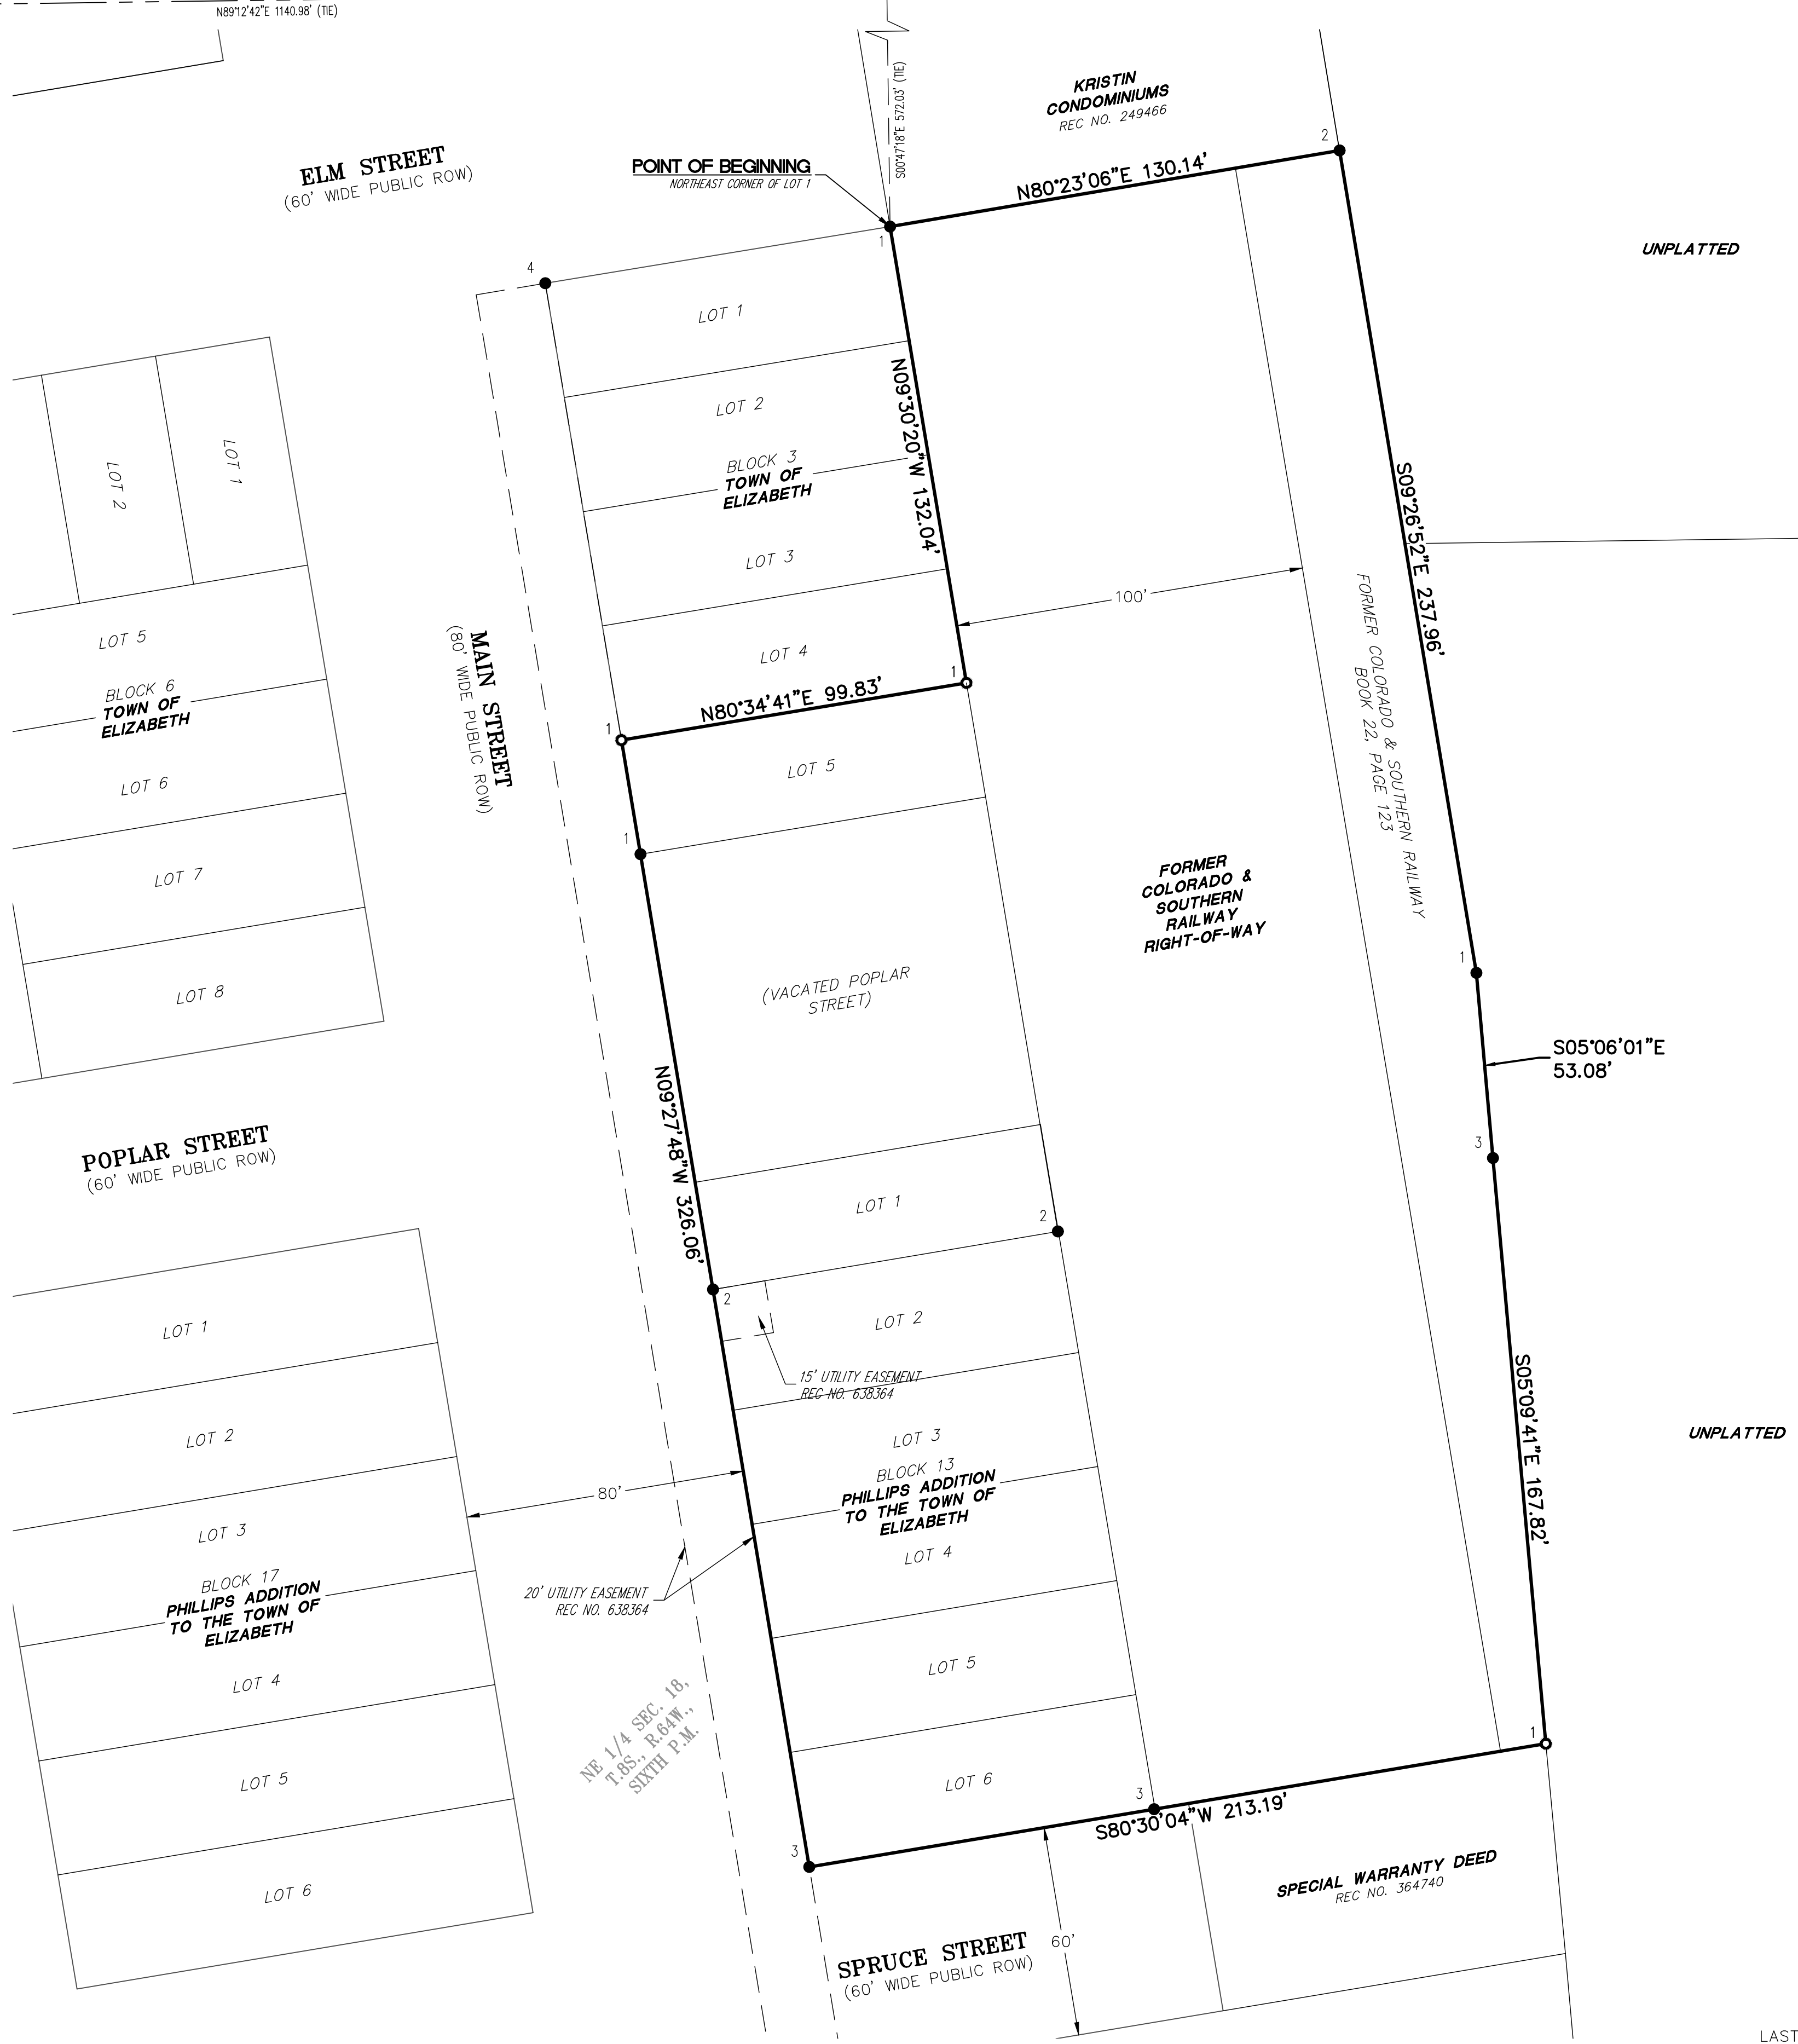 N89°12'42"E 1140.98' (TIE)
S00°47'18"E 572.03' (TIE)
KRISTIN
CONDOMINIUMS
REC NO. 249466
2
ELM STREET
(60' WIDE PUBLIC ROW)
POINT OF BEGINNING
NORTHEAST CORNER OF LOT 1
N80°23'06"E 130.14'
1
UNPLATTED
4
LOT 1
LOT 2
BLOCK 3
TOWN OF
ELIZABETH
LOT 3
LOT 4
N09°30'20"W 132.04'
S09°26'52"E 237.96'
LOT 2
LOT 1
LOT 5
BLOCK 6
TOWN OF
ELIZABETH
LOT 6
LOT 7
LOT 8
MAIN STREET
(80' WIDE PUBLIC ROW)
100'
FORMER COLORADO & SOUTHERN RAILWAY
BOOK 22, PAGE 123
1
N80°34'41"E 99.83'
1
LOT 5
1
FORMER
COLORADO &
SOUTHERN
RAILWAY
RIGHT-OF-WAY
(VACATED POPLAR
STREET)
1
S05°06'01"E
53.08'
3
POPLAR STREET
(60' WIDE PUBLIC ROW)
N09°27'48"W 326.06'
LOT 1
2
2
LOT 2
15' UTILITY EASEMENT
REC NO. 638364
LOT 3
BLOCK 13
PHILLIPS ADDITION
TO THE TOWN OF
ELIZABETH
LOT 4
LOT 5
LOT 6
S05°09'41"E 167.82'
UNPLATTED
LOT 1
LOT 2
LOT 3
BLOCK 17
PHILLIPS ADDITION
TO THE TOWN OF
ELIZABETH
LOT 4
LOT 5
LOT 6
80'
20' UTILITY EASEMENT
REC NO. 638364
NE 1/4 SEC. 18,
T.8S., R.64W.,
SIXTH P.M.
1
3
S80°30'04"W 213.19'
3
SPECIAL WARRANTY DEED
REC NO. 364740
SPRUCE STREET
(60' WIDE PUBLIC ROW)
60'
LAST